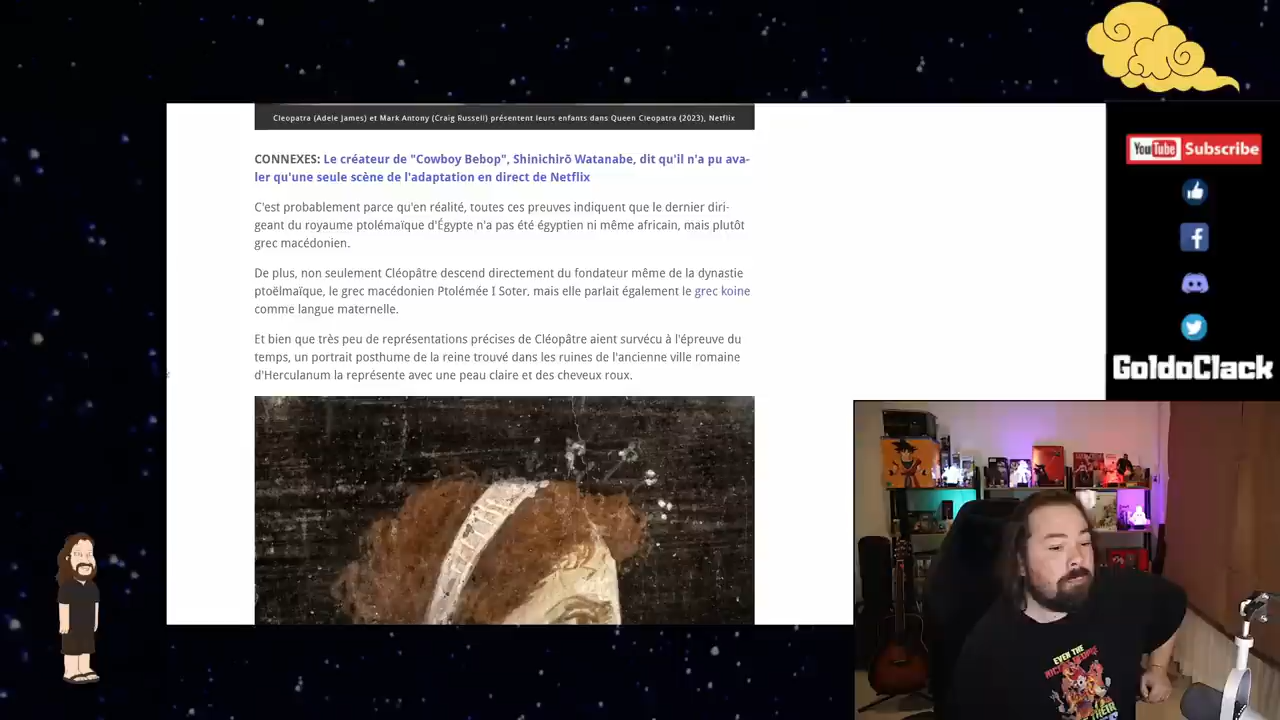 Cleopatra (Adele James) et Mark Antony (Craig Russell) présentent leurs enfants dans Queen Cleopatra (2023), Netflix
CONNEXES: Le créateur de "Cowboy Bebop", Shinichirō Watanabe, dit qu'il n'a pu ava-
ler qu'une seule scène de l'adaptation en direct de Netflix
C'est probablement parce qu'en réalité, toutes ces preuves indiquent que le dernier diri-
geant du royaume ptolémaïque d'Égypte n'a pas été égyptien ni même africain, mais plutôt
grec macédonien.
De plus, non seulement Cléopâtre descend directement du fondateur même de la dynastie
ptoëlmaïque, le grec macédonien Ptolémée I Soter, mais elle parlait également le grec koine
comme langue maternelle.
Et bien que très peu de représentations précises de Cléopâtre aient survécu à l'épreuve du
temps, un portrait posthume de la reine trouvé dans les ruines de l'ancienne ville romaine
d'Herculanum la représente avec une peau claire et des cheveux roux.
YouTube Subscribe
GoldoClack
EVEN THE
THEIR